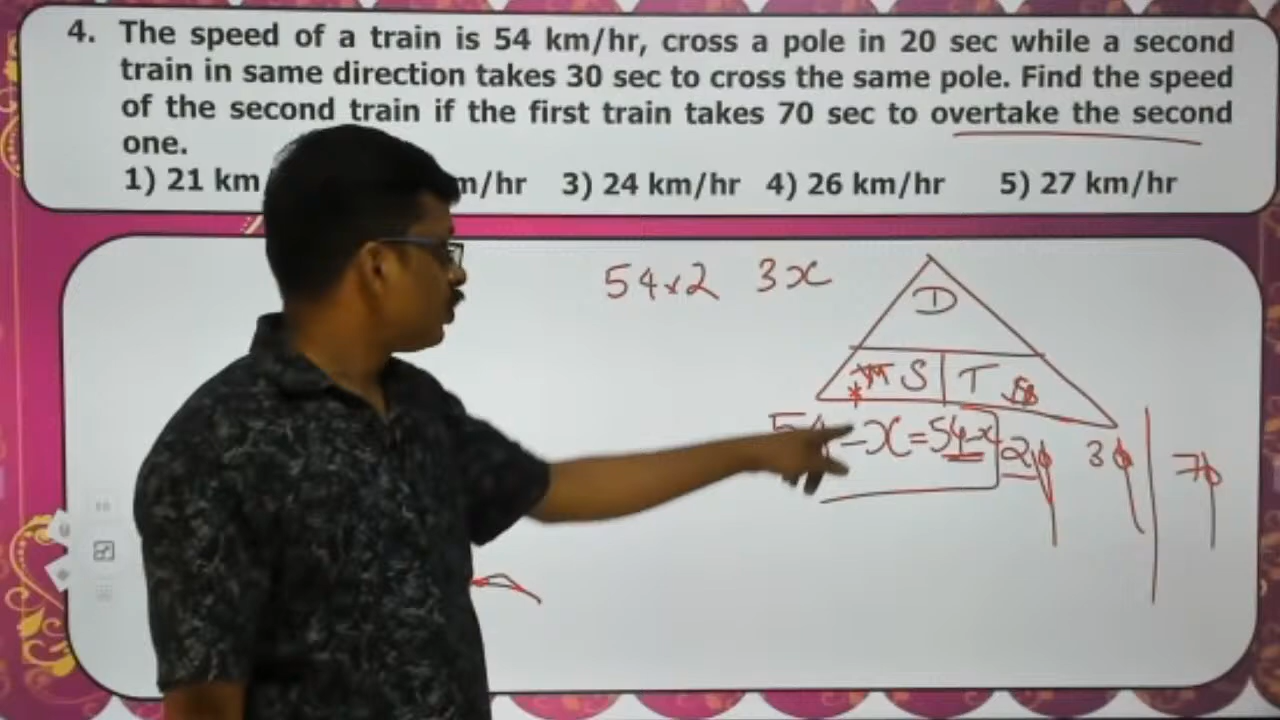 4. The speed of a train is 54 km/hr, cross a pole in 20 sec while a second
train in same direction takes 30 sec to cross the same pole. Find the speed
of the second train if the first train takes 70 sec to overtake the second
one.
1) 21 km m/hr 3) 24 km/hr 4) 26 km/hr 5) 27 km/hr
54×2 3x
D
S T
54-x=54-x 20 30 70